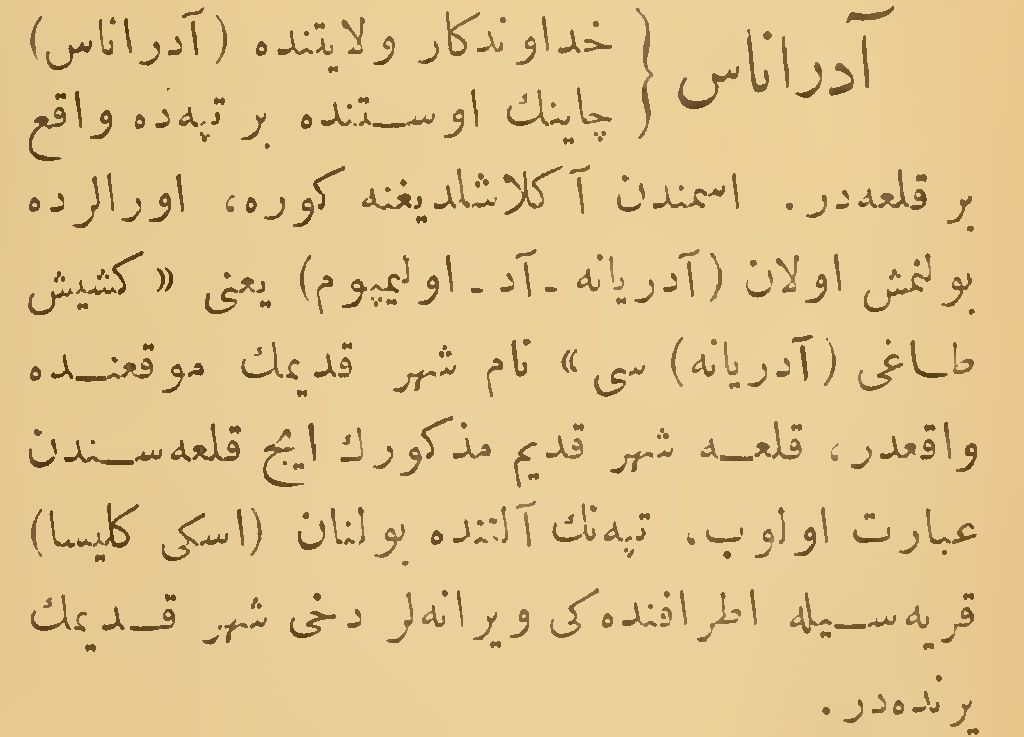 آدراناس { خداوندكار ولايتنده (آدراناس)
چاينك اوستنده بر تپه‌ده واقع
بر قلعه‌در . اسمندن آكلاشلديغنه كوره، اورالرده
بولنمش اولان (آدريانه ـ آد ـ اوليمپوم) يعنى « كشيش
طاغى (آدريانه) سى » نام شهر قديمك موقعنده
واقعدر، قلعه شهر قديم مذكورك ايچ قلعه‌سندن
عبارت اولوب، تپه‌نك آلتنده بولنان (اسكى كليسا)
قريه‌سيله اطرافنده‌كى ويرانه‌لر دخى شهر قديمك
يرنده‌در .